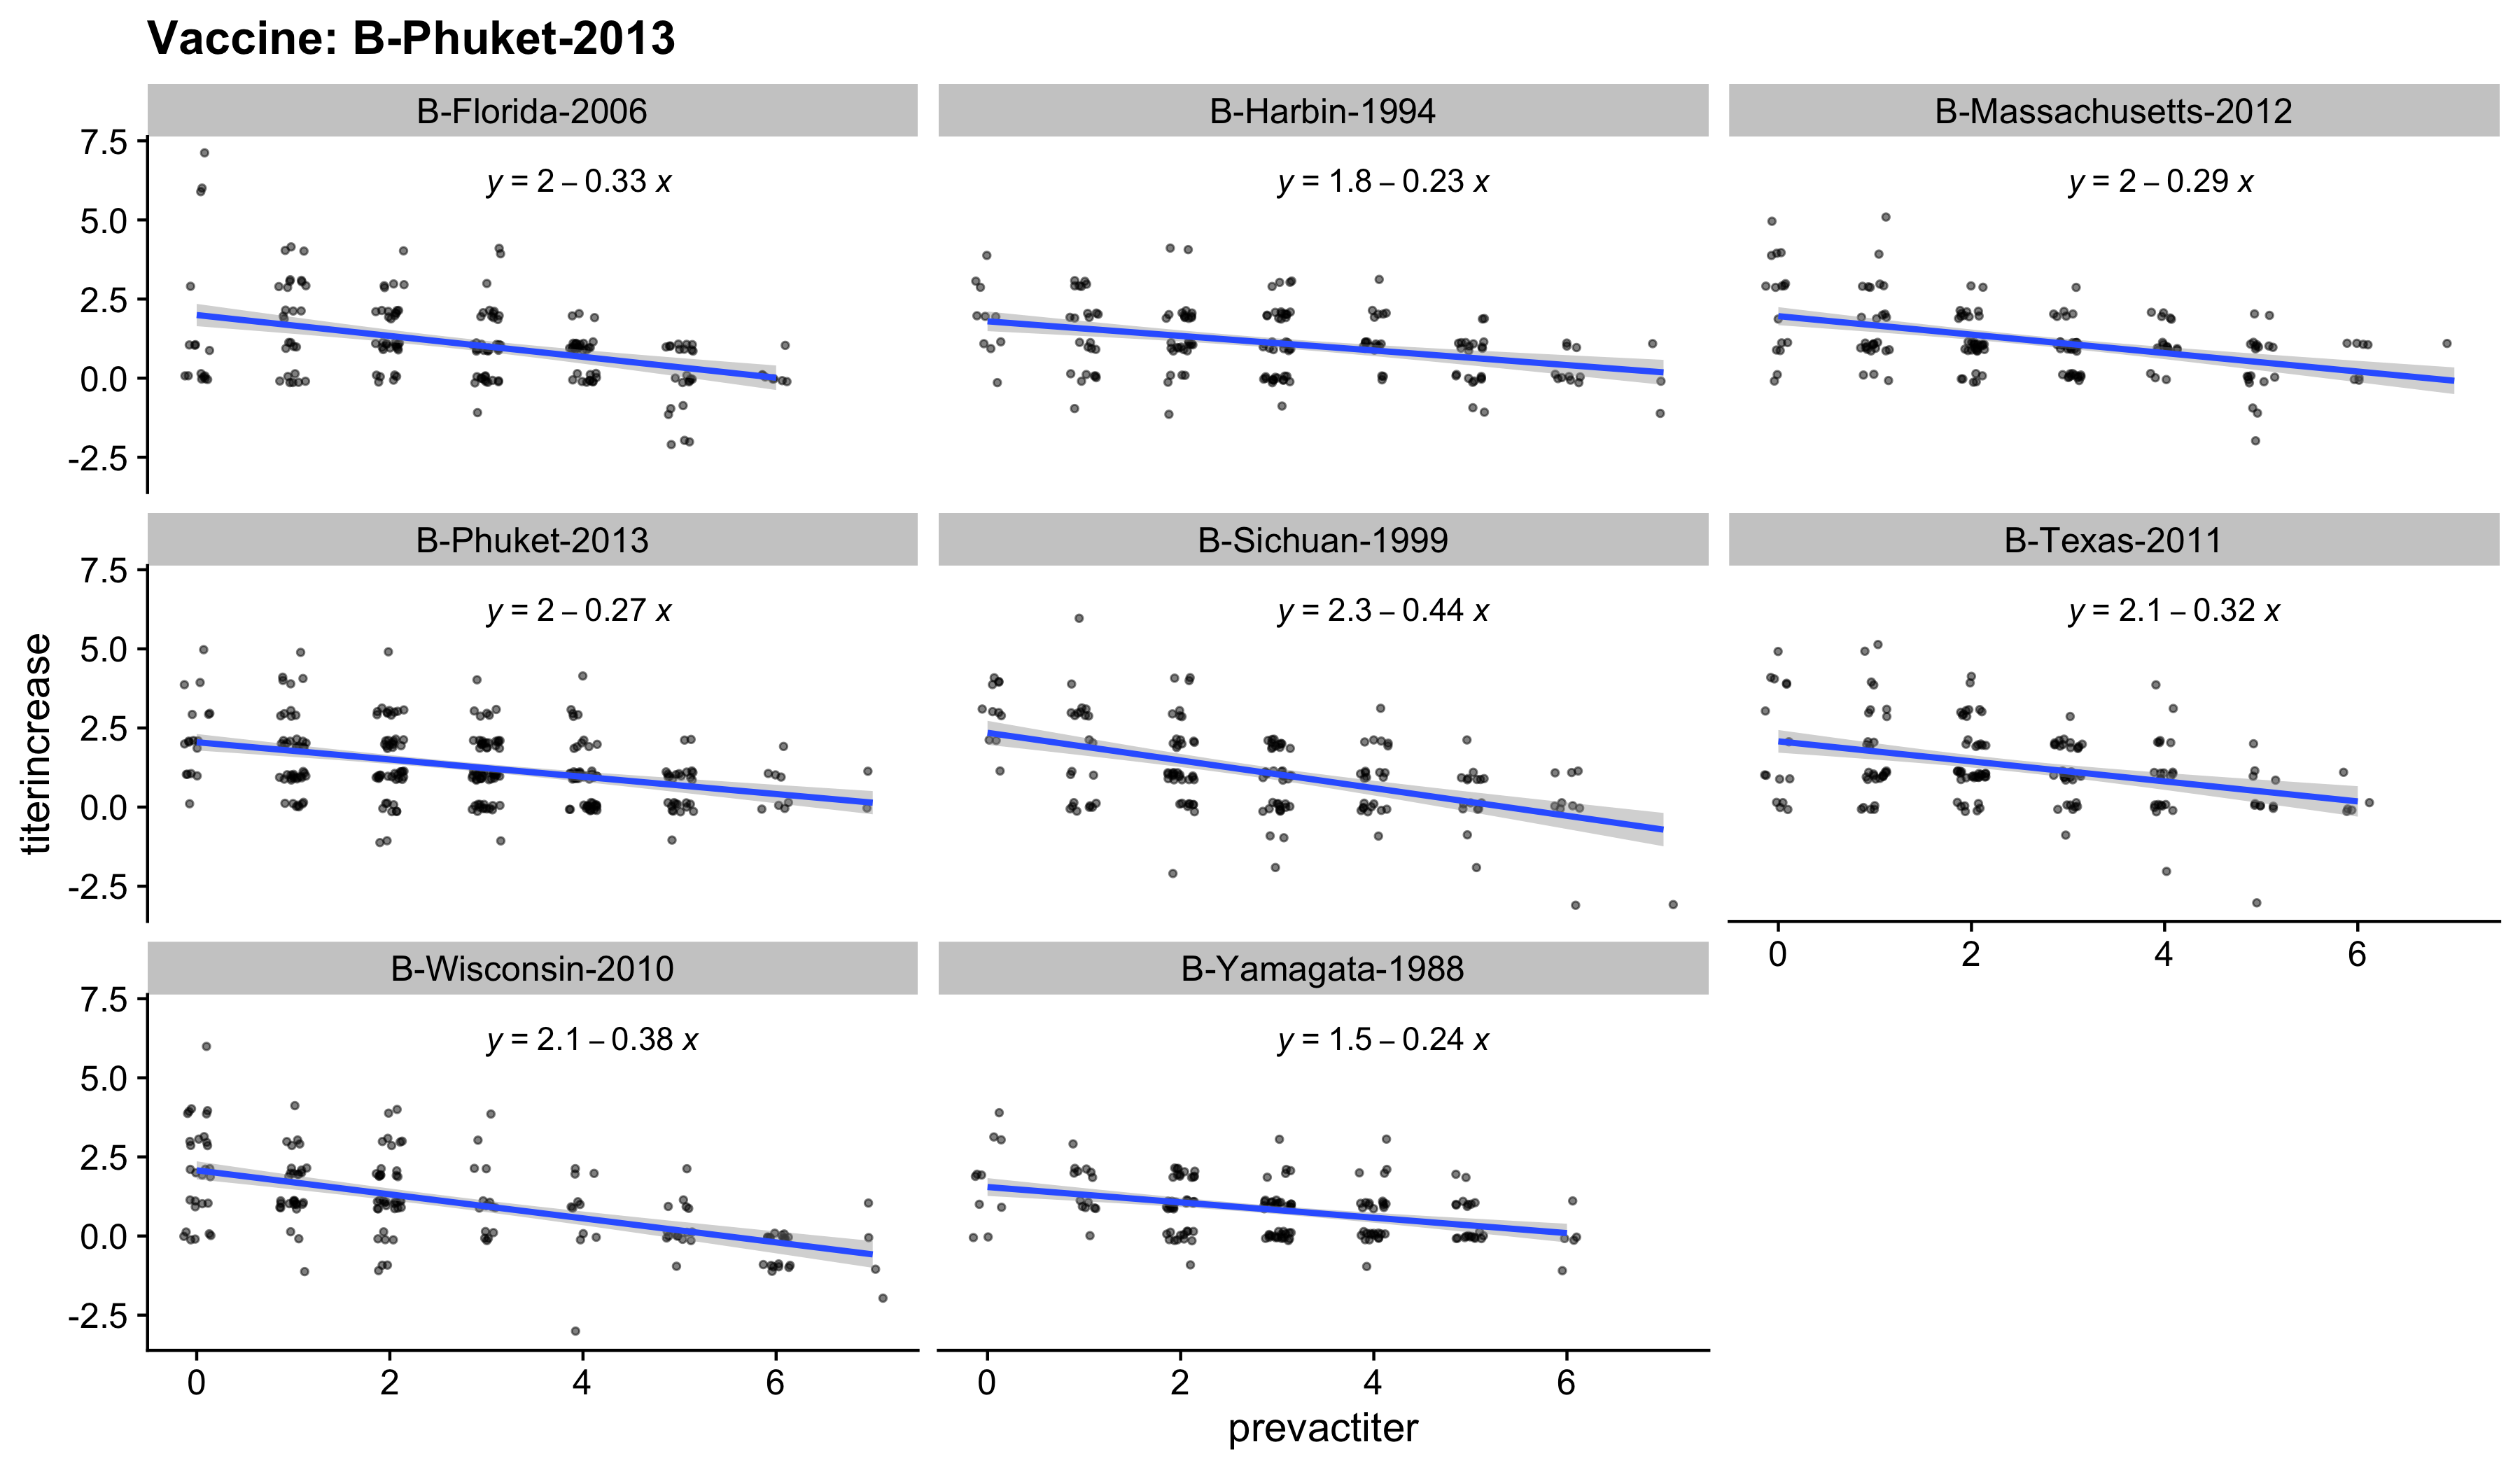 Vaccine: B-Phuket-2013
B-Florida-2006
B-Harbin-1994
B-Massachusetts-2012
7.5
5.0
2.5
0.0
-2.5
y = 2 – 0.33 x
y = 1.8 – 0.23 x
y = 2 – 0.29 x
B-Phuket-2013
B-Sichuan-1999
B-Texas-2011
7.5
5.0
2.5
0.0
-2.5
y = 2 – 0.27 x
y = 2.3 – 0.44 x
y = 2.1 – 0.32 x
0 2 4 6
titerincrease
B-Wisconsin-2010
B-Yamagata-1988
7.5
5.0
2.5
0.0
-2.5
y = 2.1 – 0.38 x
y = 1.5 – 0.24 x
0 2 4 6
0 2 4 6
prevactiter